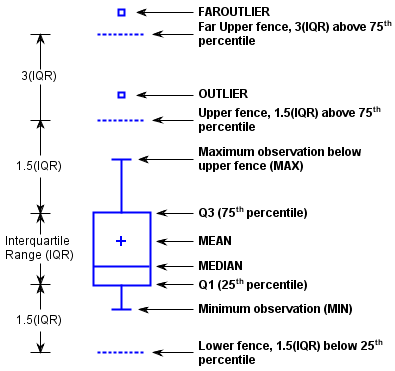 FAROUTLIER
Far Upper fence, 3(IQR) above 75th
percentile
3(IQR)
OUTLIER
Upper fence, 1.5(IQR) above 75th
percentile
Maximum observation below
upper fence (MAX)
1.5(IQR)
Q3 (75th percentile)
Interquartile
Range (IQR)
MEAN
MEDIAN
Q1 (25th percentile)
Minimum observation (MIN)
1.5(IQR)
Lower fence, 1.5(IQR) below 25th
percentile